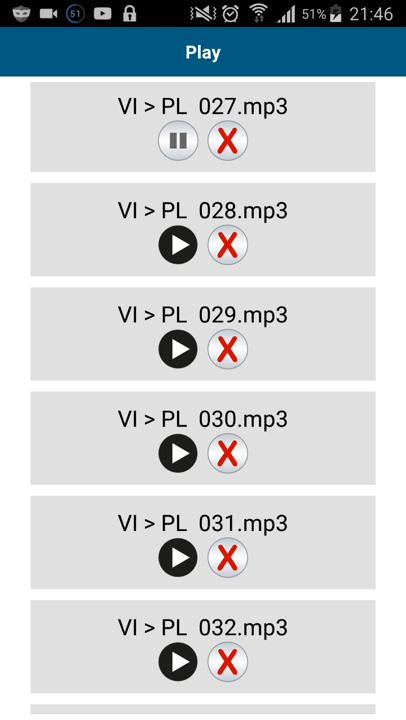 51 51% 21:46
Play
VI > PL 027.mp3
X
VI > PL 028.mp3
X
VI > PL 029.mp3
X
VI > PL 030.mp3
X
VI > PL 031.mp3
X
VI > PL 032.mp3
X